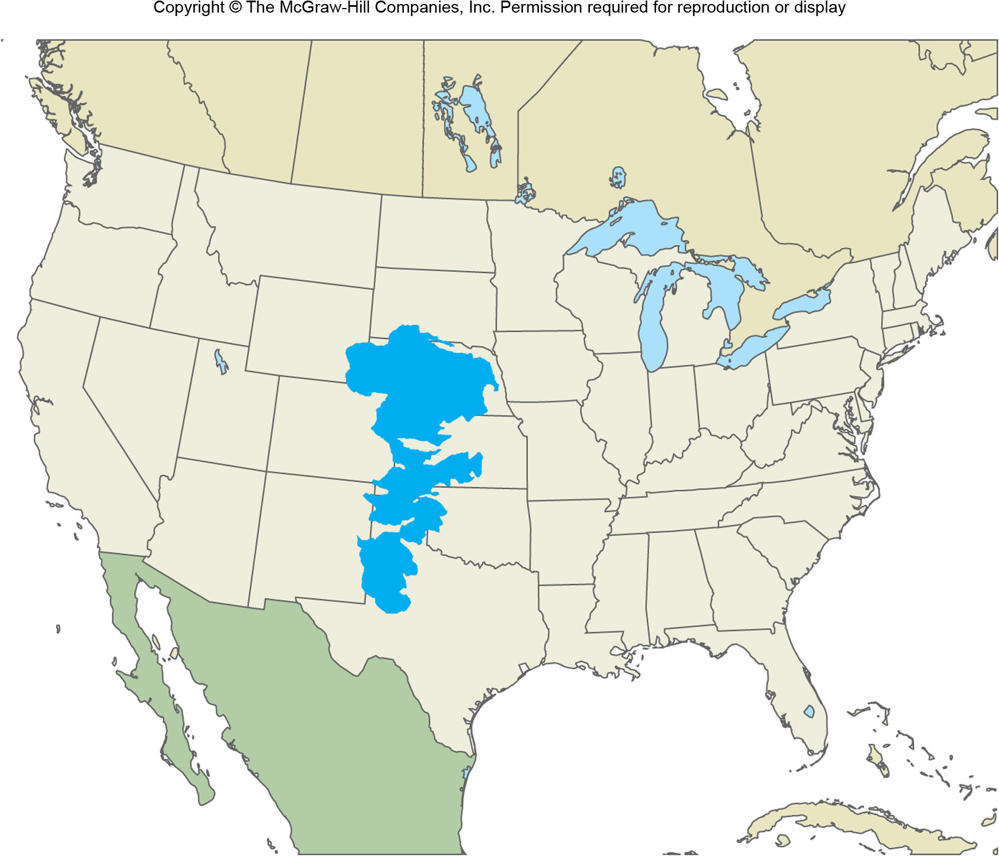 Copyright © The McGraw-Hill Companies, Inc. Permission required for reproduction or display